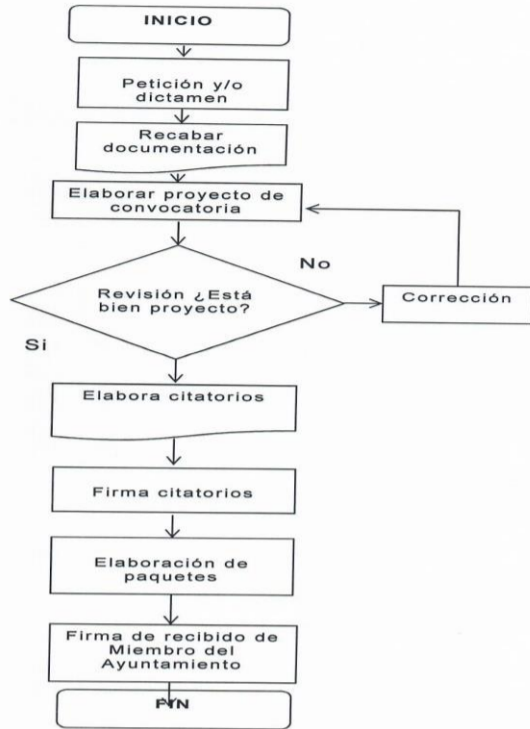 INICIO
Petición y/o
dictamen
Recabar
documentación
Elaborar proyecto de
convocatoria
No
Revisión ¿Está
bien proyecto?
Corrección
Si
Elabora citatorios
Firma citatorios
Elaboración de
paquetes
Firma de recibido de
Miembro del
Ayuntamiento
FIN